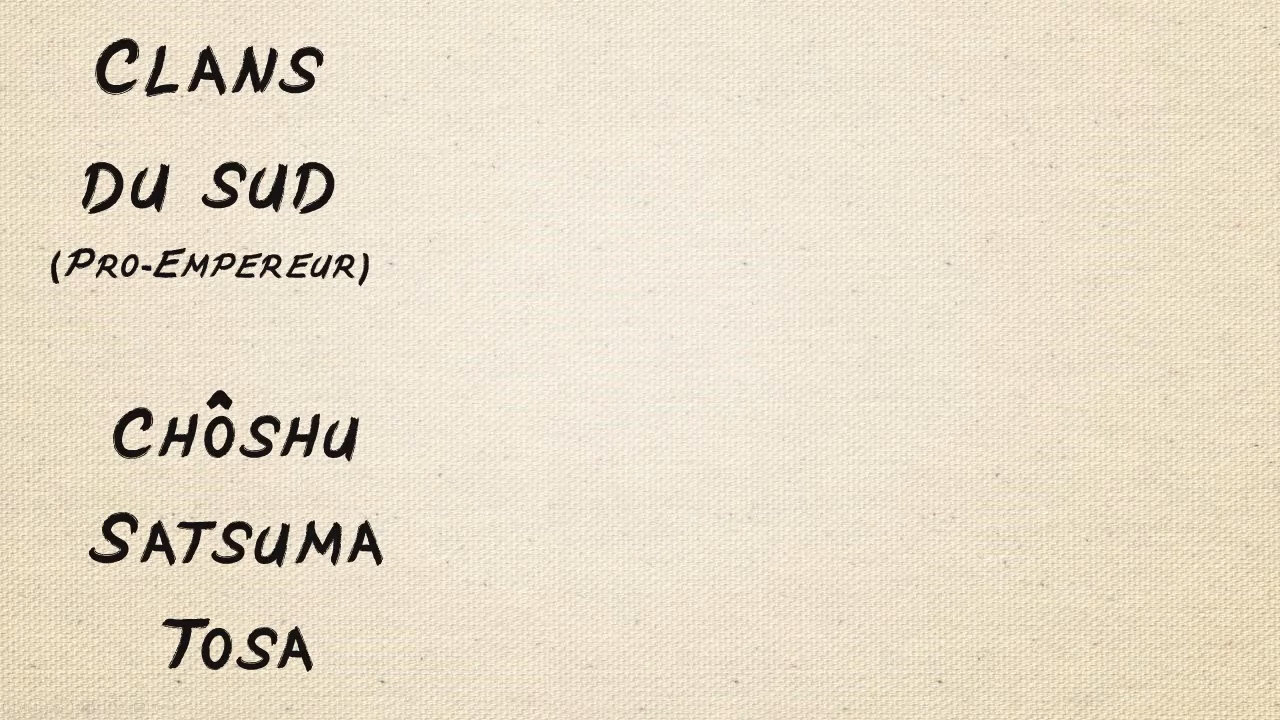 Clans
du sud
(Pro-Empereur)
Chôshu
Satsuma
Tosa